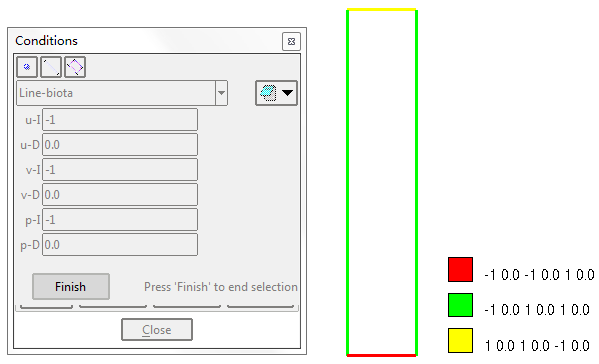 Conditions
Line-biota
u-I -1
u-D 0.0
v-I -1
v-D 0.0
p-I -1
p-D 0.0
Finish Press 'Finish' to end selection
Close
-1 0.0 -1 0.0 1 0.0
-1 0.0 1 0.0 1 0.0
1 0.0 1 0.0 -1 0.0